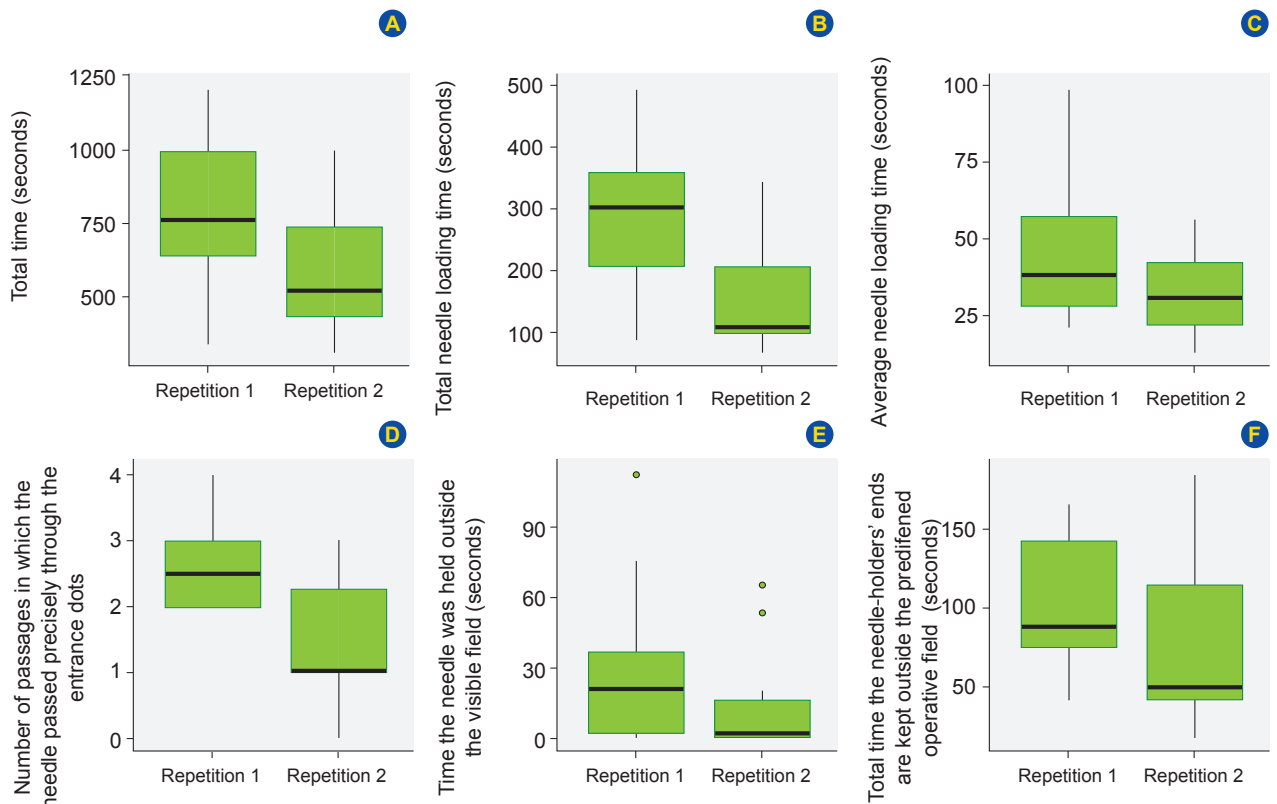 A
Total time (seconds)
1250
1000
750
500
Repetition 1
Repetition 2
B
Total needle loading time (seconds)
500
400
300
200
100
Repetition 1
Repetition 2
C
Average needle loading time (seconds)
100
75
50
25
Repetition 1
Repetition 2
D
Number of passages in which the
needle passed precisely through the
entrance dots
4
3
2
1
0
Repetition 1
Repetition 2
E
Time the needle was held outside
the visible field (seconds)
90
60
30
0
Repetition 1
Repetition 2
F
Total time the needle-holders' ends
are kept outside the predifened
operative field (seconds)
150
100
50
Repetition 1
Repetition 2